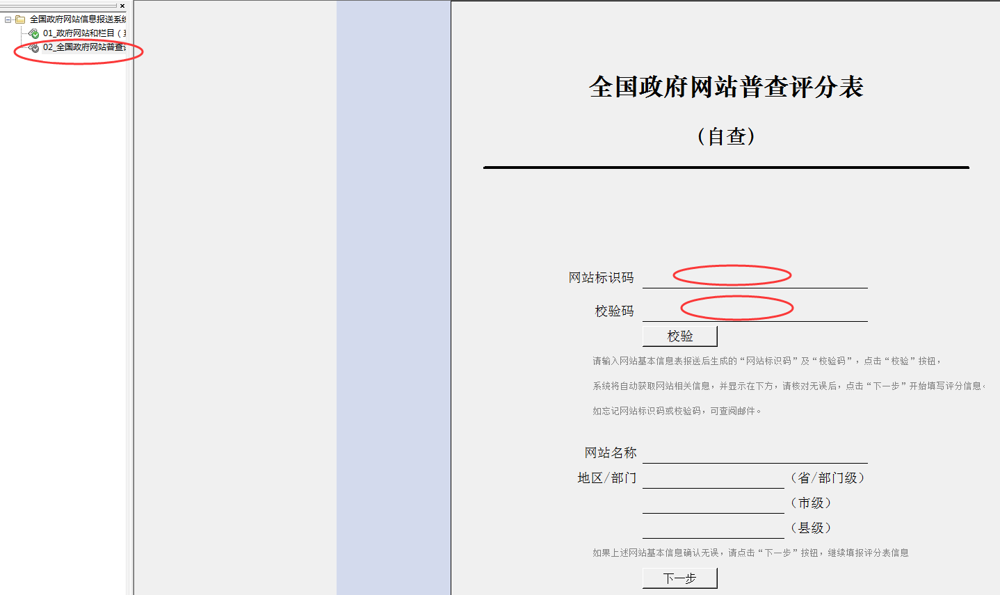 全国政府网站信息报送系统
01_政府网站和栏目（系
02_全国政府网站普查评
全国政府网站普查评分表
（自查）
网站标识码
校验码
校验
请输入网站基本信息表报送后生成的“网站标识码”及“校验码”，点击“校验”按钮，
系统将自动获取网站相关信息，并显示在下方，请核对无误后，点击“下一步”开始填写评分信息。
如忘记网站标识码或校验码，可查阅邮件。
网站名称
地区/部门 （省/部门级）
（市级）
（县级）
如果上述网站基本信息确认无误，请点击“下一步”按钮，继续填报评分表信息
下一步